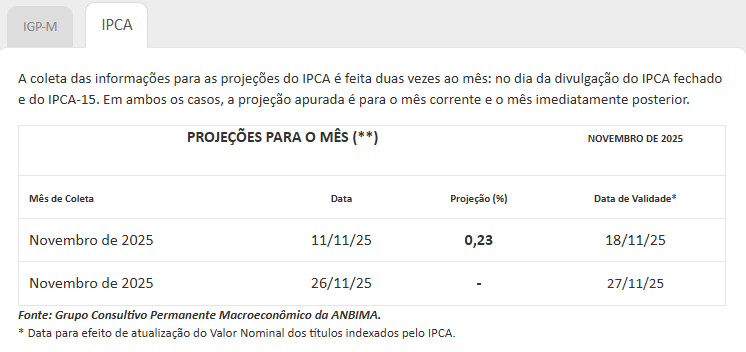 IGP-M
IPCA
A coleta das informações para as projeções do IPCA é feita duas vezes ao mês: no dia da divulgação do IPCA fechado
e do IPCA-15. Em ambos os casos, a projeção apurada é para o mês corrente e o mês imediatamente posterior.
PROJEÇÕES PARA O MÊS (**) NOVEMBRO DE 2025
Mês de Coleta Data Projeção (%) Data de Validade*
Novembro de 2025 11/11/25 0,23 18/11/25
Novembro de 2025 26/11/25 - 27/11/25
Fonte: Grupo Consultivo Permanente Macroeconômico da ANBIMA.
* Data para efeito de atualização do Valor Nominal dos títulos indexados pelo IPCA.